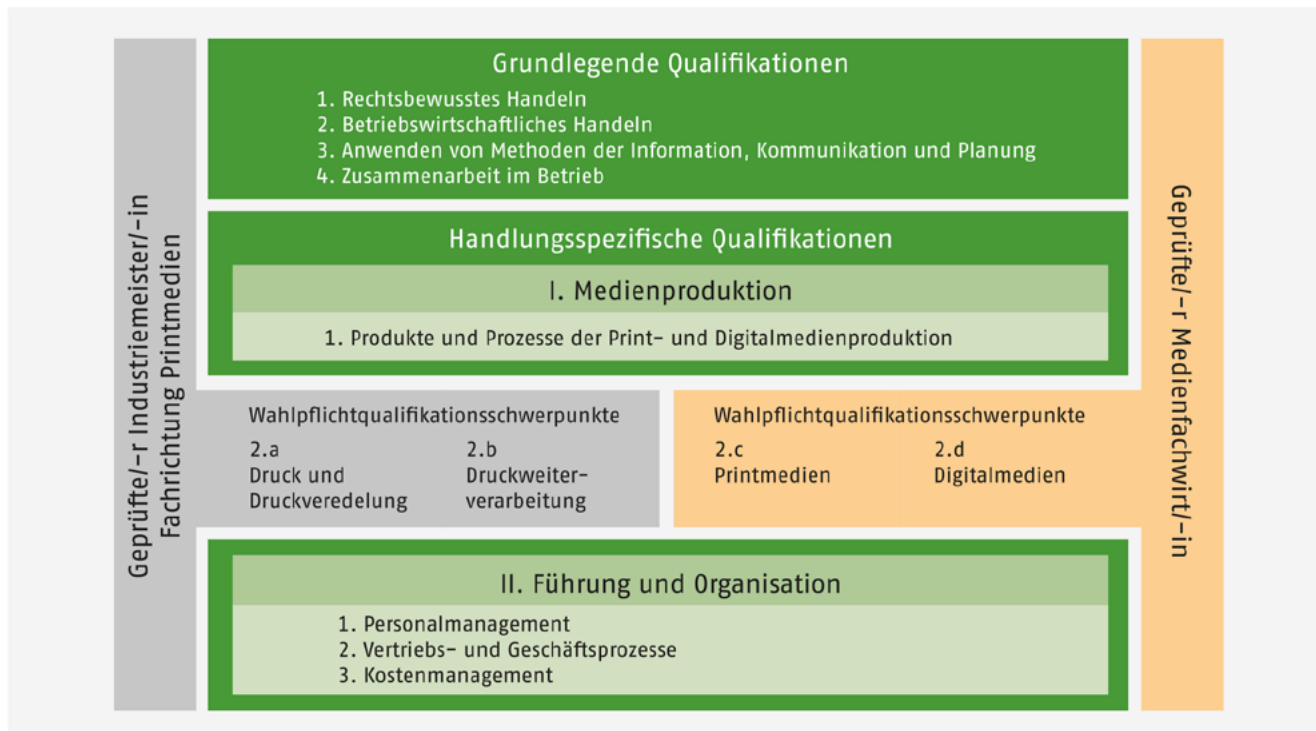 Geprüfte/-r Industriemeister/-in
Fachrichtung Printmedien
Grundlegende Qualifikationen
1. Rechtsbewusstes Handeln
2. Betriebswirtschaftliches Handeln
3. Anwenden von Methoden der Information, Kommunikation und Planung
4. Zusammenarbeit im Betrieb
Handlungsspezifische Qualifikationen
I. Medienproduktion
1. Produkte und Prozesse der Print- und Digitalmedienproduktion
Wahlpflichtqualifikationsschwerpunkte
2.a
Druck und
Druckveredelung
2.b
Druckweiter-
verarbeitung
Wahlpflichtqualifikationsschwerpunkte
2.c
Printmedien
2.d
Digitalmedien
II. Führung und Organisation
1. Personalmanagement
2. Vertriebs- und Geschäftsprozesse
3. Kostenmanagement
Geprüfte/-r Medienfachwirt/-in